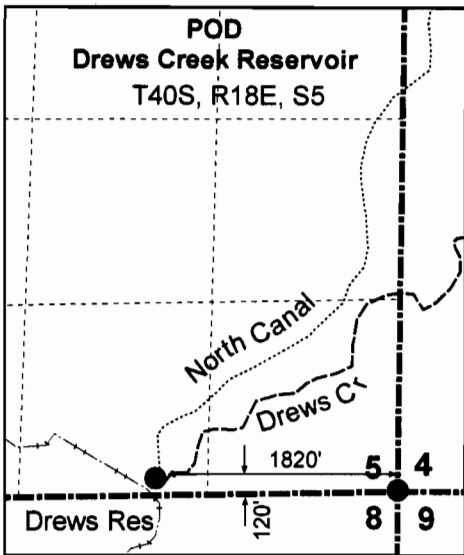 POD
Drews Creek Reservoir
T40S, R18E, S5
North Canal
Drews C
1820'
5 4
Drews Res
120'
8 9